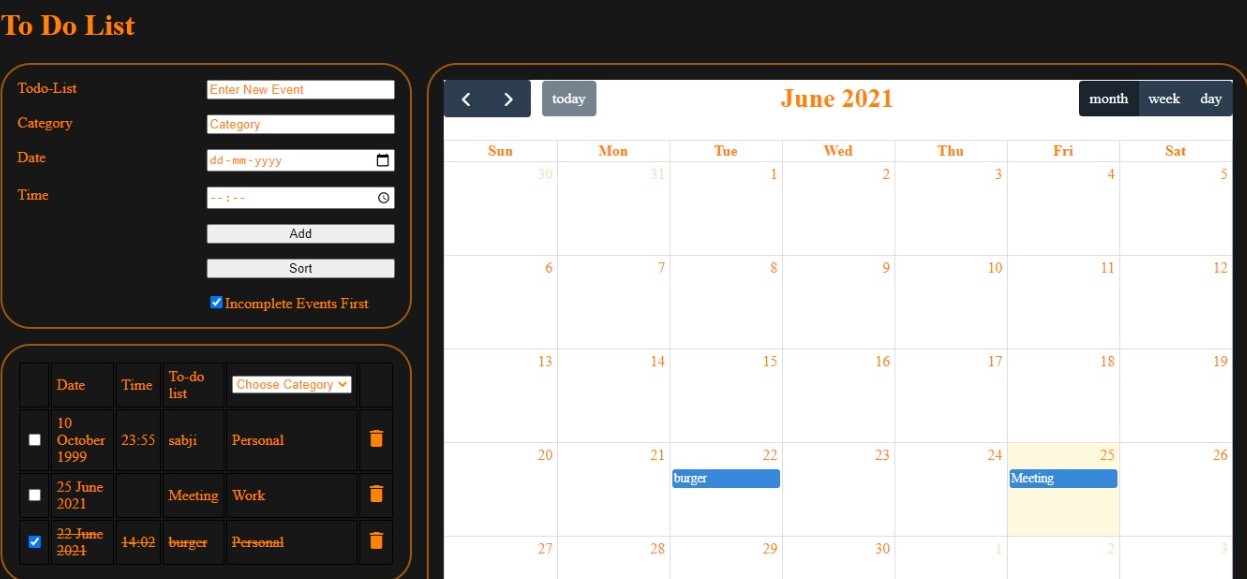 To Do List
Todo-List Enter New Event
Category Category
Date dd-mm-yyyy
Time --:--
Add
Sort
Incomplete Events First
Date Time To-do list Choose Category
10 October 1999 23:55 sabji Personal
25 June 2021 Meeting Work
22 June 2021 14:02 burger Personal
today June 2021 month week day
Sun Mon Tue Wed Thu Fri Sat
30 31 1 2 3 4 5
6 7 8 9 10 11 12
13 14 15 16 17 18 19
20 21 22 23 24 25 26
burger Meeting
27 28 29 30 1 2 3